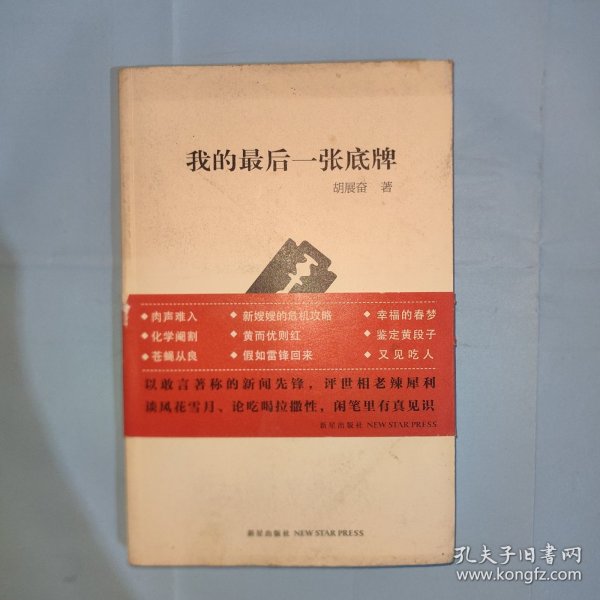 我的最后一张底牌
胡展奋 著
◆肉声难入 ◆新嫂嫂的危机攻略 ◆幸福的春梦
◆化学阉割 ◆黄而优则红 ◆鉴定黄段子
◆苍蝇从良 ◆假如雷锋回来 ◆又见吃人
以敢言著称的新闻先锋，评世相老辣犀利
谈风花雪月、论吃喝拉撒性，闲笔里有真见识
新星出版社 NEW STAR PRESS
新星出版社 NEW STAR PRESS
孔夫子旧书网
www.kongfz.com